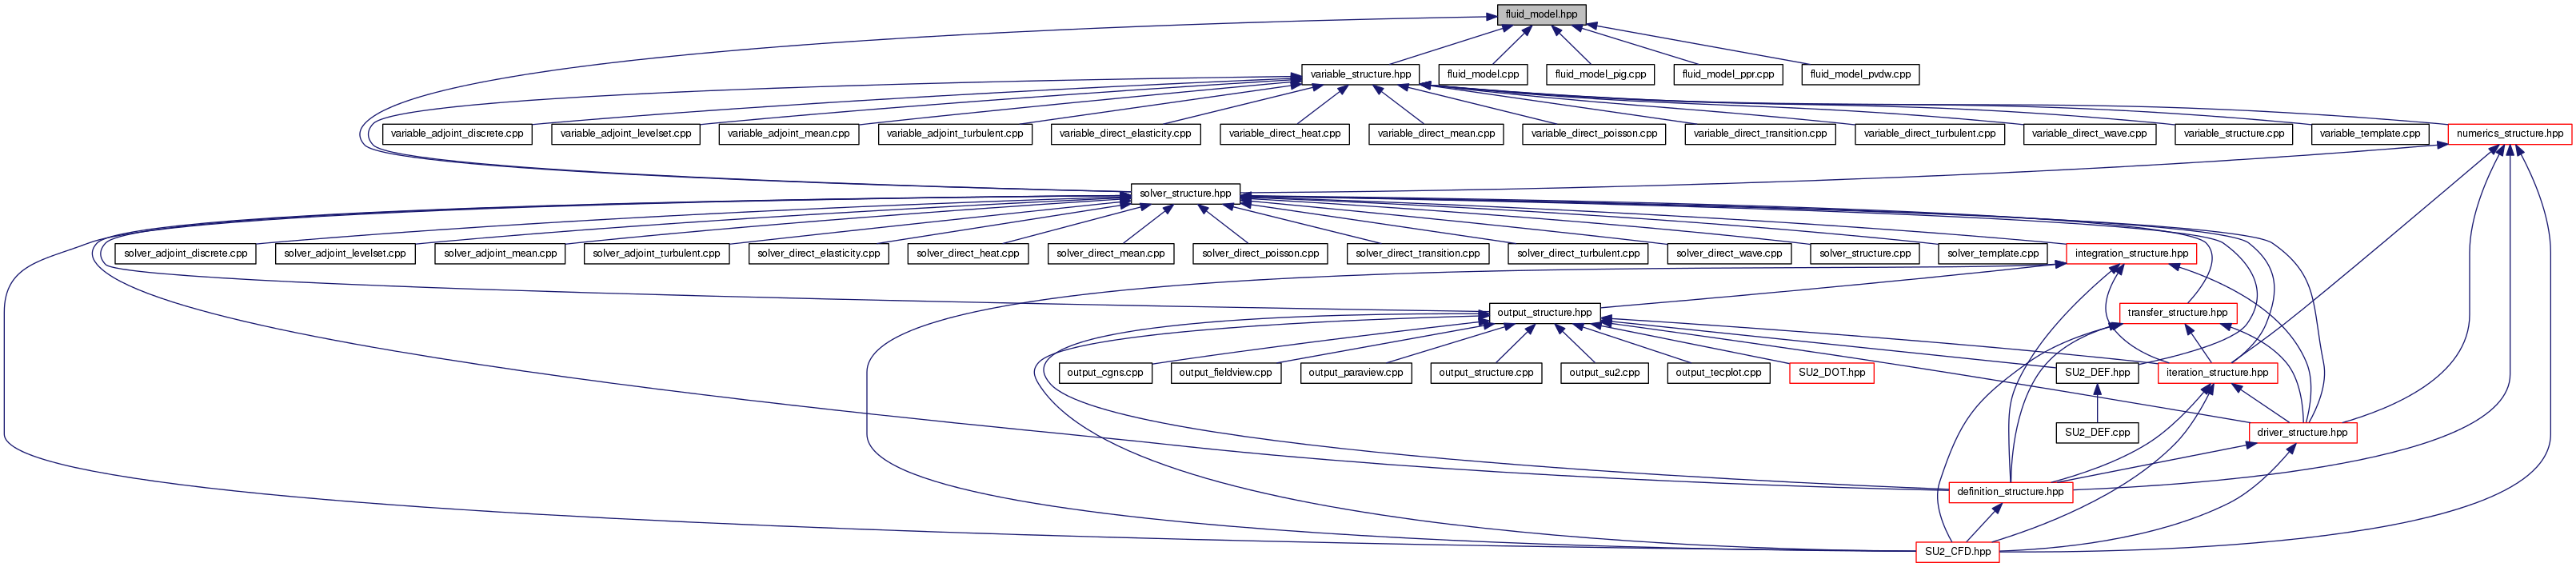 fluid_model.hpp
variable_structure.hpp
fluid_model.cpp
fluid_model_pig.cpp
fluid_model_ppr.cpp
fluid_model_pvdw.cpp
variable_adjoint_discrete.cpp
variable_adjoint_levelset.cpp
variable_adjoint_mean.cpp
variable_adjoint_turbulent.cpp
variable_direct_elasticity.cpp
variable_direct_heat.cpp
variable_direct_mean.cpp
variable_direct_poisson.cpp
variable_direct_transition.cpp
variable_direct_turbulent.cpp
variable_direct_wave.cpp
variable_structure.cpp
variable_template.cpp
numerics_structure.hpp
solver_structure.hpp
solver_adjoint_discrete.cpp
solver_adjoint_levelset.cpp
solver_adjoint_mean.cpp
solver_adjoint_turbulent.cpp
solver_direct_elasticity.cpp
solver_direct_heat.cpp
solver_direct_mean.cpp
solver_direct_poisson.cpp
solver_direct_transition.cpp
solver_direct_turbulent.cpp
solver_direct_wave.cpp
solver_structure.cpp
solver_template.cpp
integration_structure.hpp
output_structure.hpp
transfer_structure.hpp
output_cgns.cpp
output_fieldview.cpp
output_paraview.cpp
output_structure.cpp
output_su2.cpp
output_tecplot.cpp
SU2_DOT.hpp
SU2_DEF.hpp
iteration_structure.hpp
SU2_DEF.cpp
driver_structure.hpp
definition_structure.hpp
SU2_CFD.hpp